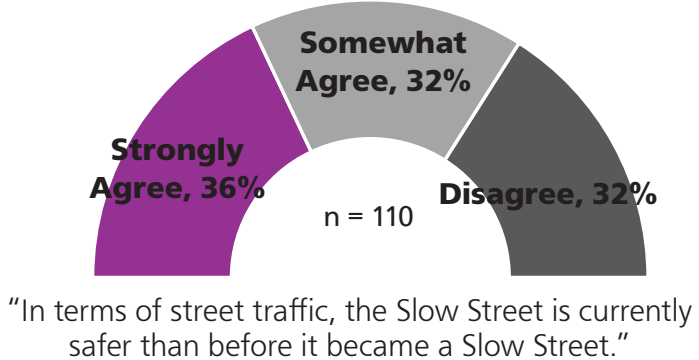 Somewhat
Agree, 32%
Strongly
Agree, 36%
Disagree, 32%
n = 110
“In terms of street traffic, the Slow Street is currently
safer than before it became a Slow Street.”